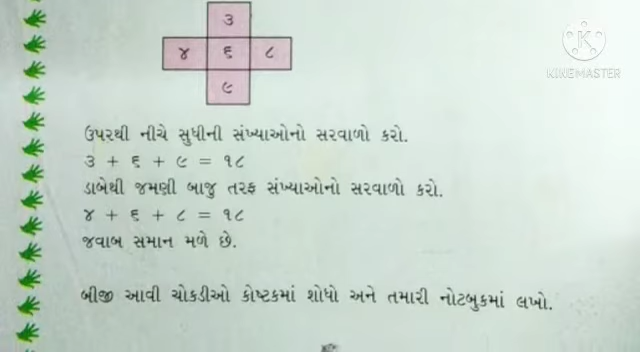 ૩
૪ ૬ ૮
૯
KINEMASTER
ઉપરથી નીચે સુધીની સંખ્યાઓનો સરવાળો કરો.
૩ + ૬ + ૯ = ૧૮
ડાબેથી જમણી બાજુ તરફ સંખ્યાઓનો સરવાળો કરો.
૪ + ૬ + ૮ = ૧૮
જવાબ સમાન મળે છે.
બીજી આવી ચોકડીઓ કોષ્ટકમાં શોધો અને તમારી નોટબુકમાં લખો.